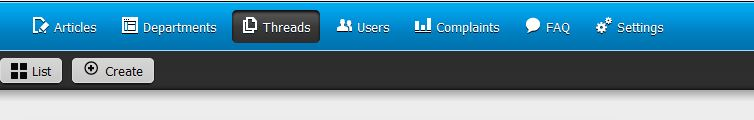 Articles Departments Threads Users Complaints FAQ Settings
List Create